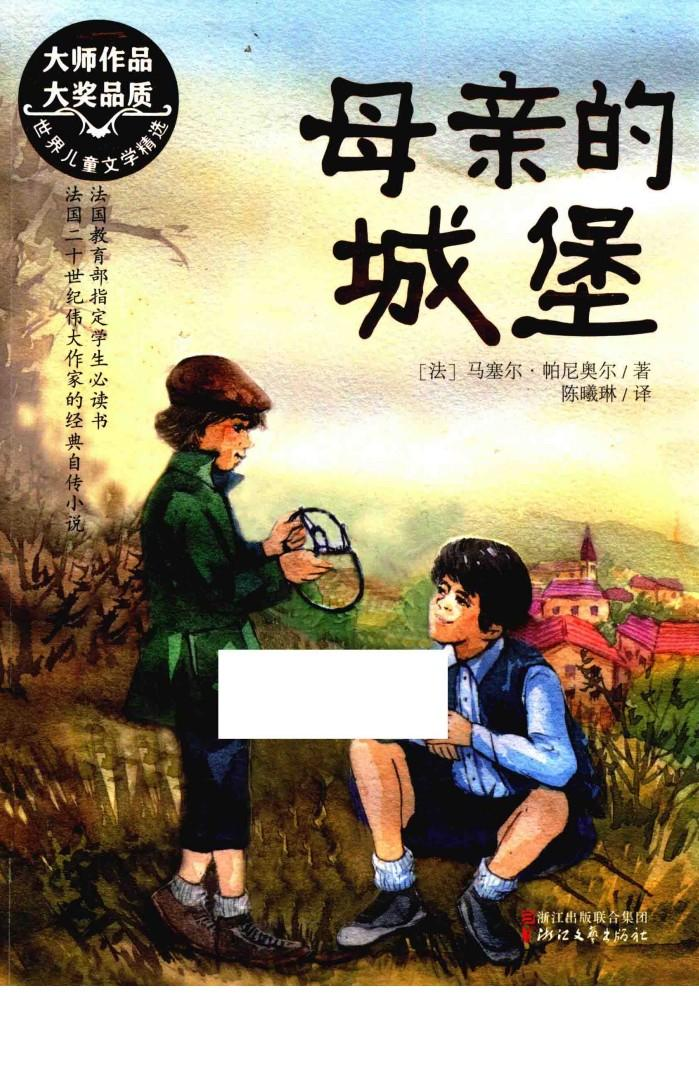 大师作品
大奖品质
世界儿童文学精选
法国教育部指定学生必读书
法国二十世纪伟大作家的经典自传小说
母亲的
城堡
［法］马塞尔·帕尼奥尔/著
陈曦琳/译
浙江出版联合集团
浙江文艺出版社